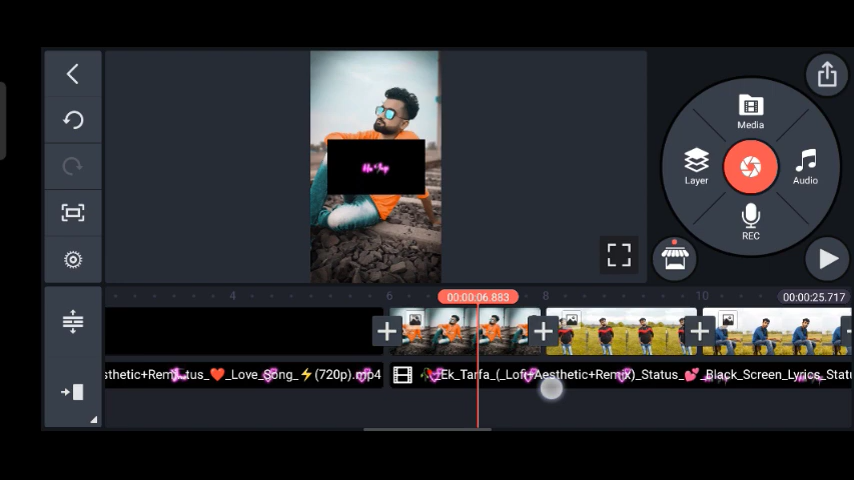 Media
Layer
Audio
REC
4
6
00:00:06.883
8
10
00:00:25.717
sthetic+Remi
tus_❤️_Love_Song_⚡(720p).mp4
Ek_Tarfa_(_Lofi+Aesthetic+Remix)_Status_💕_Black_Screen_Lyrics_Statu